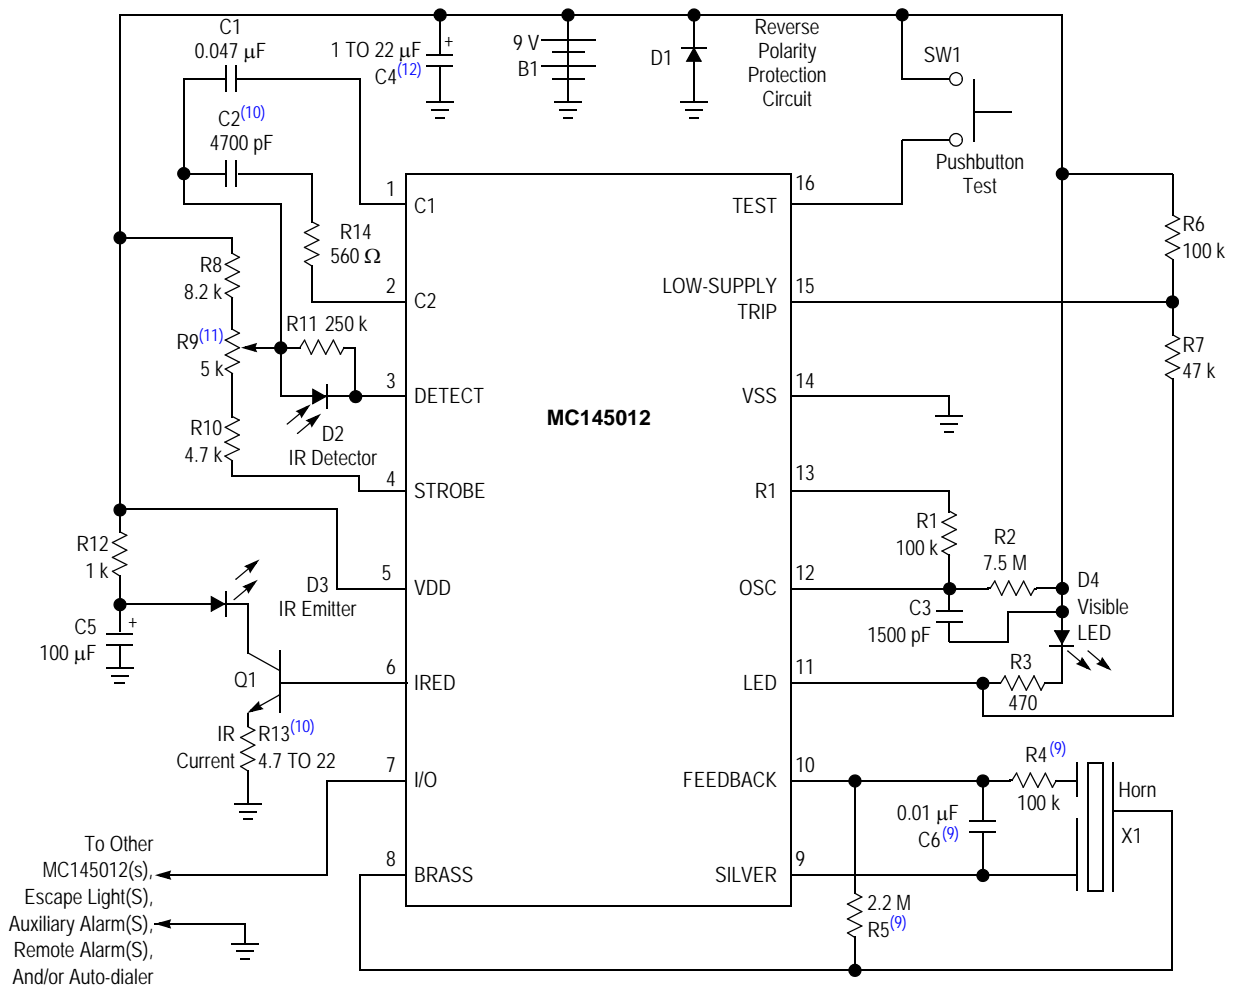 C1
0.047 µF
1 TO 22 µF
+
C4(12)
9 V
B1
D1
Reverse
Polarity
Protection
Circuit
SW1
Pushbutton
Test
C2(10)
4700 pF
R14
560 Ω
R8
8.2 k
R9(11)
5 k
R11 250 k
R10
4.7 k
D2
IR Detector
R12
1 k
D3
IR Emitter
C5
+
100 µF
Q1
IR
Current
R13(10)
4.7 TO 22
To Other
MC145012(s),
Escape Light(S),
Auxiliary Alarm(S),
Remote Alarm(S),
And/or Auto-dialer
MC145012
1
C1
2
C2
3
DETECT
4
STROBE
5
VDD
6
IRED
7
I/O
8
BRASS
16
TEST
15
LOW-SUPPLY
TRIP
14
VSS
13
R1
12
OSC
11
LED
10
FEEDBACK
9
SILVER
R6
100 k
R7
47 k
R1
100 k
R2
7.5 M
C3
1500 pF
D4
Visible
LED
R3
470
R4(9)
100 k
0.01 µF
C6(9)
Horn
X1
2.2 M
R5(9)